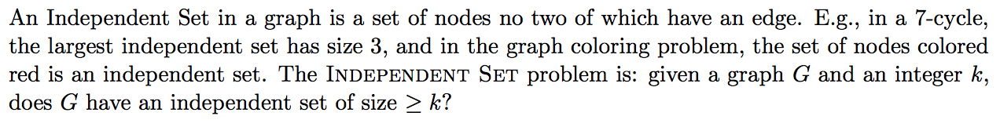 An Independent Set in a graph is a set of nodes no two of which have an edge. E.g., in a 7-cycle,
the largest independent set has size 3, and in the graph coloring problem, the set of nodes colored
red is an independent set. The INDEPENDENT SET problem is: given a graph G and an integer k,
does G have an independent set of size ≥ k?